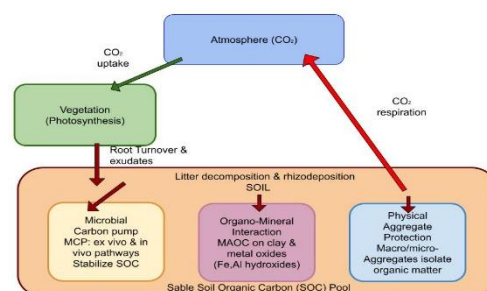 Atmosphere (CO₂)
CO₂
uptake
CO₂
respiration
Vegetation
(Photosynthesis)
Root Turnover &
exudates
Litter decomposition & rhizodeposition
SOIL
Microbial
Carbon pump
MCP: ex vivo & in
vivo pathways
Stabilize SOC
Organo-Mineral
Interaction
MAOC on clay &
metal oxides
(Fe,Al hydroxides)
Physical
Aggregate
Protection
Macro/micro-
Aggregates isolate
organic matter
Sable Soil Organic Carbon (SOC) Pool